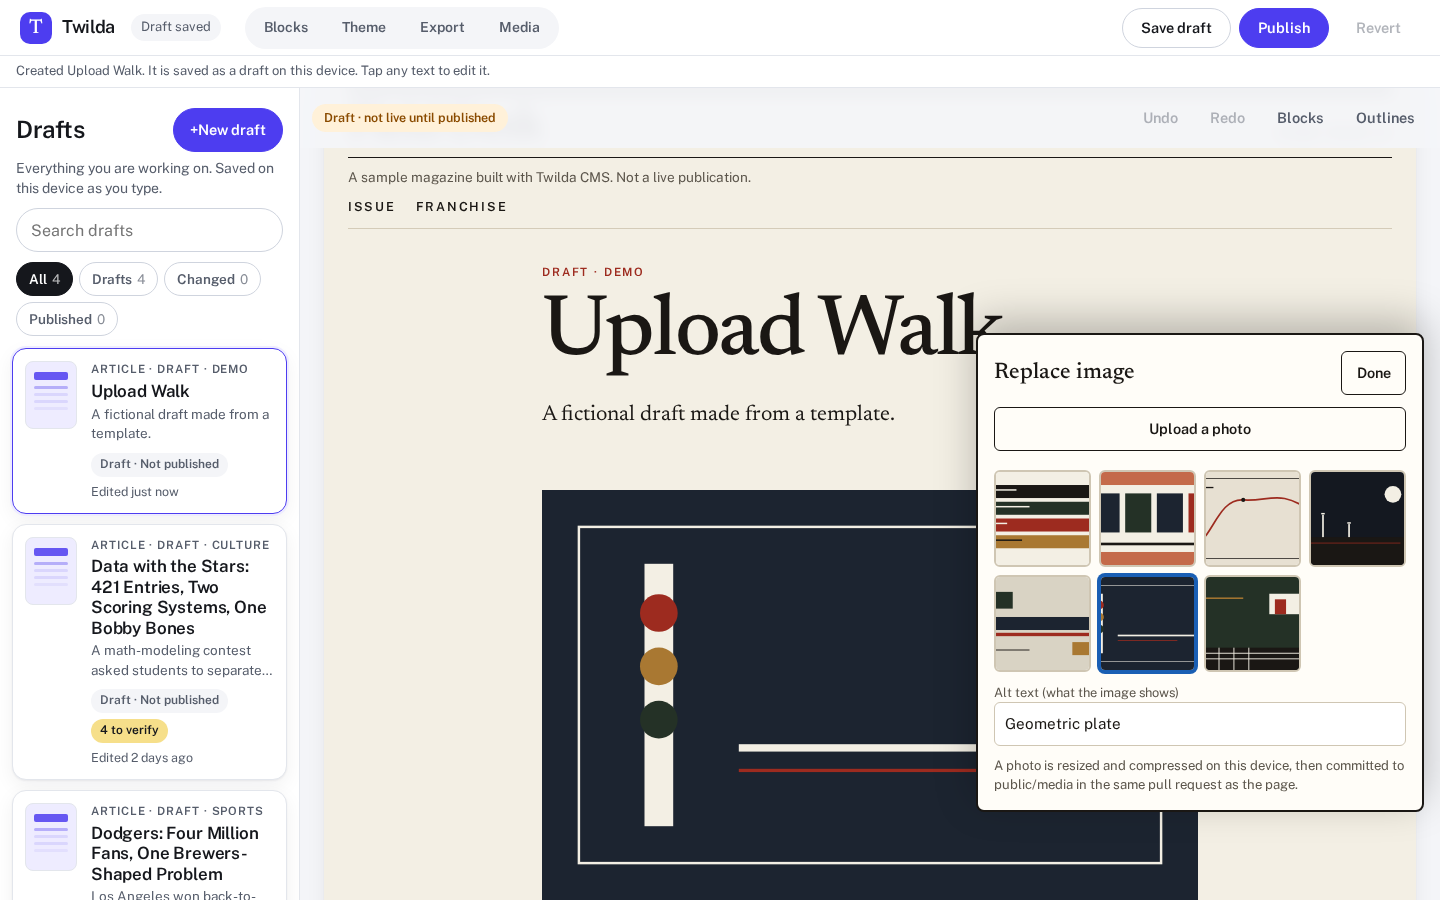 T Twilda Draft saved Blocks Theme Export Media Save draft Publish Revert
Created Upload Walk. It is saved as a draft on this device. Tap any text to edit it.
Drafts +New draft
Everything you are working on. Saved on
this device as you type.
Search drafts
All 4 Drafts 4 Changed 0
Published 0
ARTICLE · DRAFT · DEMO
Upload Walk
A fictional draft made from a
template.
Draft · Not published
Edited just now
ARTICLE · DRAFT · CULTURE
Data with the Stars:
421 Entries, Two
Scoring Systems, One
Bobby Bones
A math-modeling contest
asked students to separate…
Draft · Not published
4 to verify
Edited 2 days ago
ARTICLE · DRAFT · SPORTS
Dodgers: Four Million
Fans, One Brewers-
Shaped Problem
Los Angeles won back-to-
Draft · not live until published Undo Redo Blocks Outlines
A sample magazine built with Twilda CMS. Not a live publication.
ISSUE FRANCHISE
DRAFT · DEMO
Upload Walk
A fictional draft made from a template.
Replace image Done
Upload a photo
Alt text (what the image shows)
Geometric plate
A photo is resized and compressed on this device, then committed to
public/media in the same pull request as the page.